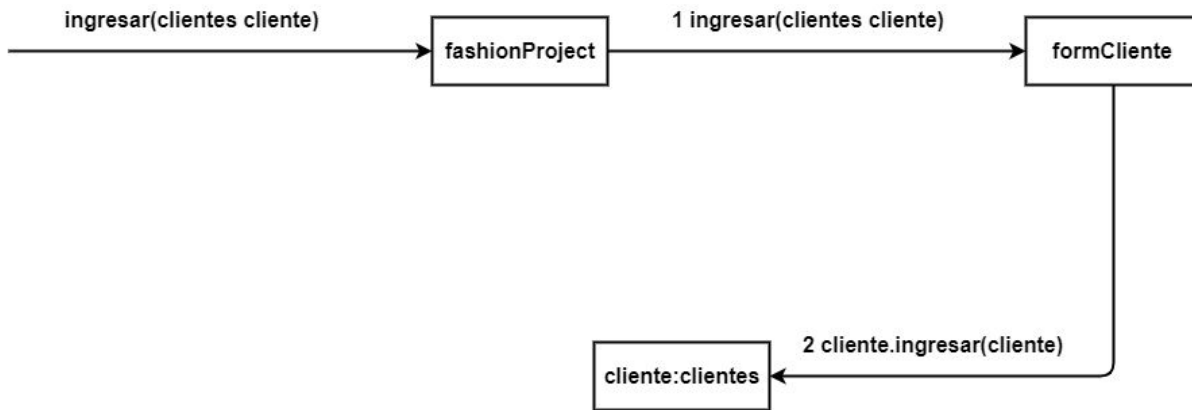 ingresar(clientes cliente)
fashionProject
1 ingresar(clientes cliente)
formCliente
2 cliente.ingresar(cliente)
cliente:clientes